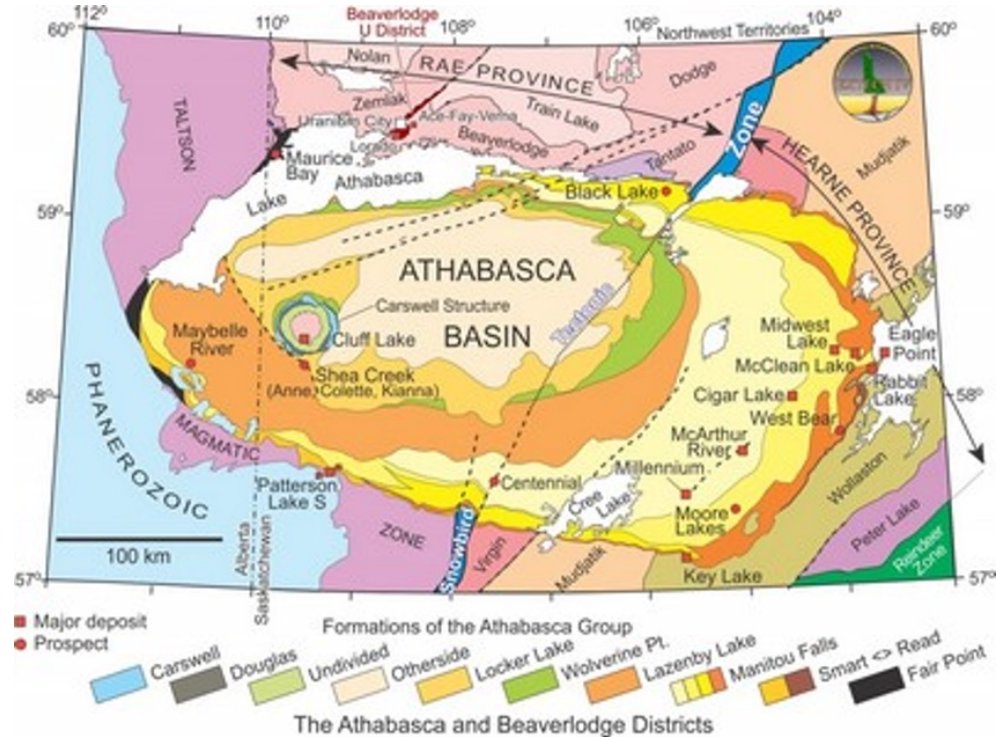 112°
110°
Beaverlodge
U District
108°
106°
104°
60°
60°
Northwest Territories
Nolan
RAE PROVINCE
Dodge
Zemlak
Train Lake
Uranium City
Ace-Fay-Verna
Beaverlodge
Tantato
Zone
TALTSON
Maurice
Bay
Lake
Athabasca
Black Lake
HEARNE PROVINCE
Mudjatik
59°
59°
ATHABASCA
BASIN
Carswell Structure
Cluff Lake
Tectonic
Maybelle
River
Shea Creek
(Anne, Colette, Kianna)
Midwest
Lake
Eagle
Point
McClean Lake
Rabbit
Lake
58°
58°
Cigar Lake
West Bear
PHANEROZOIC
MAGMATIC
McArthur
River
Millennium
Wollaston
Patterson
Lake S
Centennial
Cree
Lake
Moore
Lakes
Peter Lake
100 km
Alberta
Saskatchewan
ZONE
Snowbird
Virgin
Mudjatik
Key Lake
Reindeer
Zone
57°
57°
Major deposit
Prospect
Formations of the Athabasca Group
Carswell
Douglas
Undivided
Otherside
Locker Lake
Wolverine Pt.
Lazenby Lake
Manitou Falls
Smart <> Read
Fair Point
The Athabasca and Beaverlodge Districts